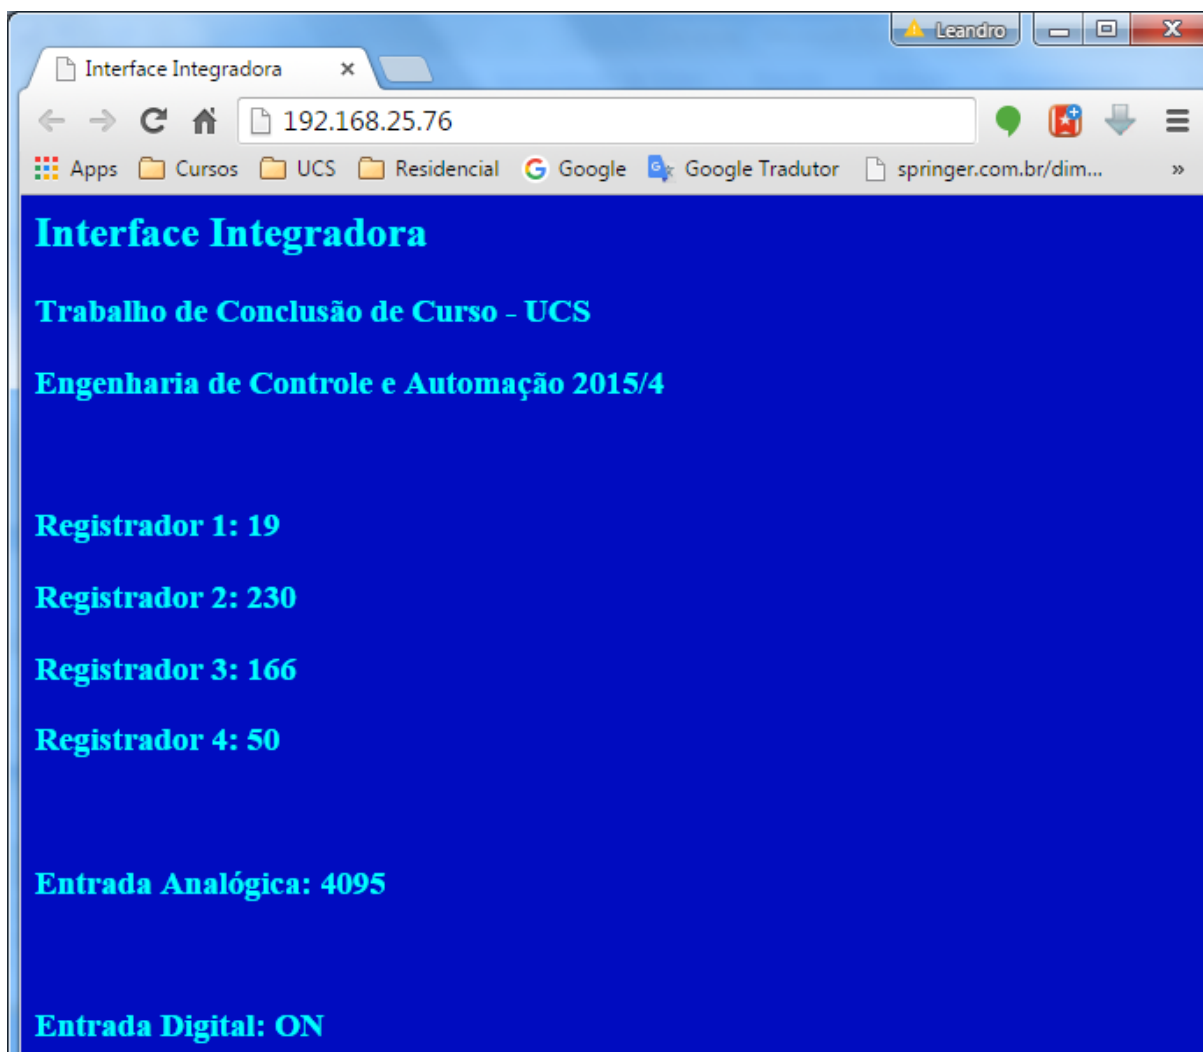 Leandro
Interface Integradora
192.168.25.76
Apps Cursos UCS Residencial Google Google Tradutor springer.com.br/dim... »
Interface Integradora
Trabalho de Conclusão de Curso - UCS
Engenharia de Controle e Automação 2015/4
Registrador 1: 19
Registrador 2: 230
Registrador 3: 166
Registrador 4: 50
Entrada Analógica: 4095
Entrada Digital: ON